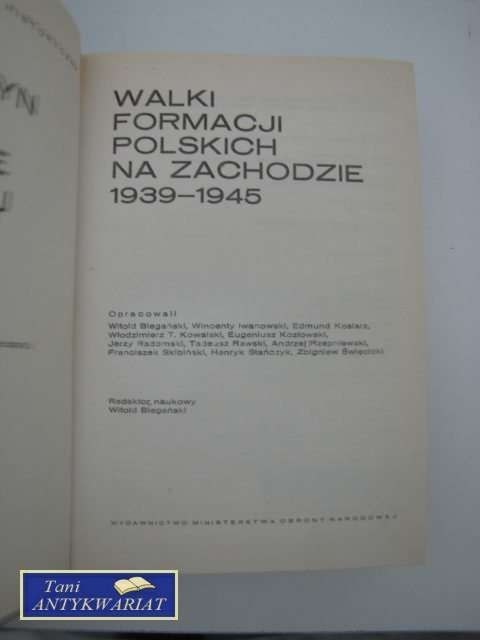 WALKI
FORMACJI
POLSKICH
NA ZACHODZIE
1939–1945
Opracowali
Witold Biegański, Wincenty Iwanowski, Edmund Kosiarz,
Włodzimierz T. Kowalski, Eugeniusz Kozłowski,
Jerzy Radomski, Tadeusz Rawski, Andrzej Rzepniewski,
Franciszek Skibiński, Henryk Stańczyk, Zbigniew Święcicki
Redaktor naukowy
Witold Biegański
WYDAWNICTWO MINISTERSTWA OBRONY NARODOWEJ
Tani
ANTYKWARIAT